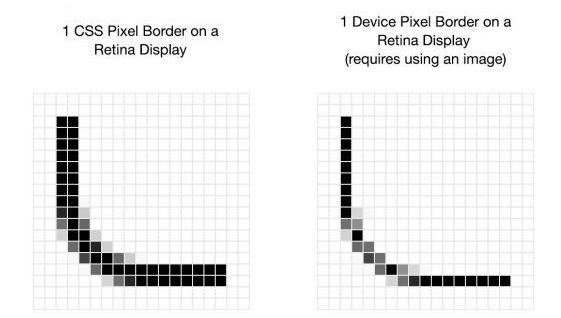 1 CSS Pixel Border on a
Retina Display
1 Device Pixel Border on a
Retina Display
(requires using an image)